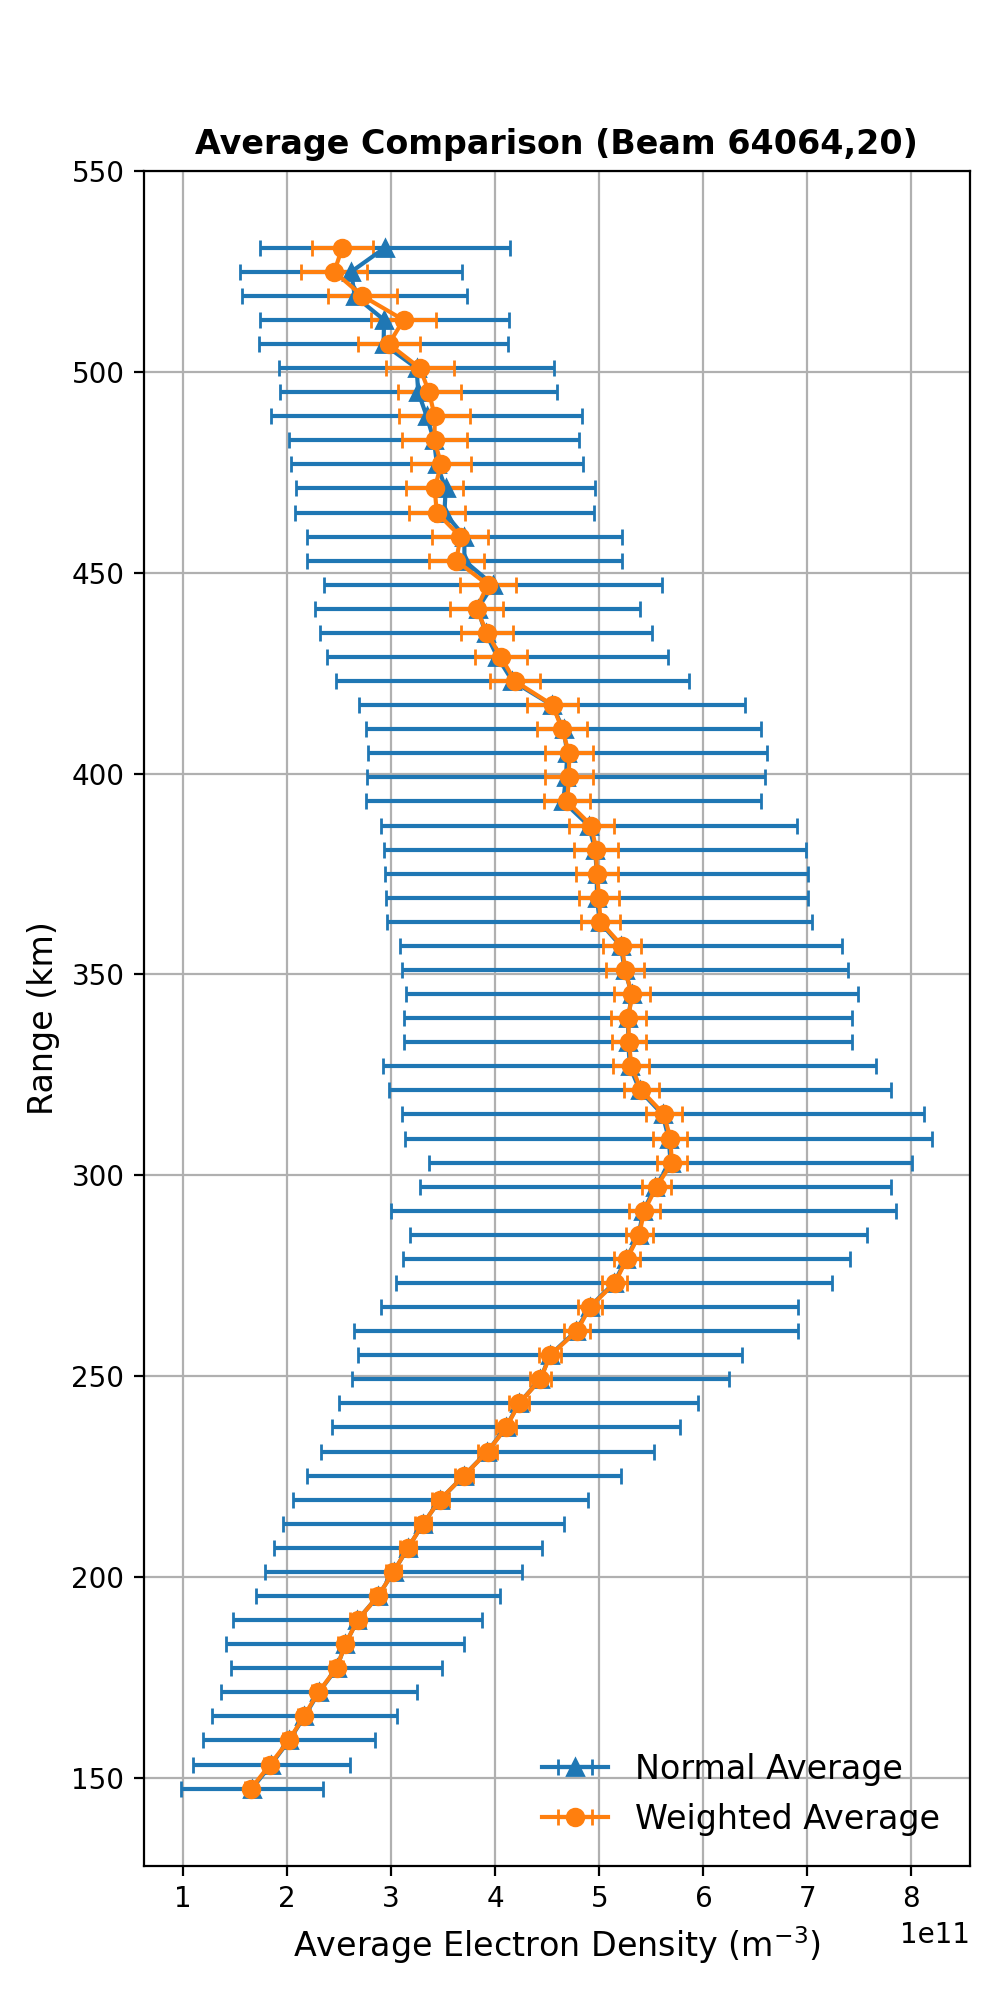 Average Comparison (Beam 64064,20)
550
500
450
400
350
300
250
200
150
Range (km)
Normal Average
Weighted Average
1 2 3 4 5 6 7 8
1e11
Average Electron Density (m⁻³)